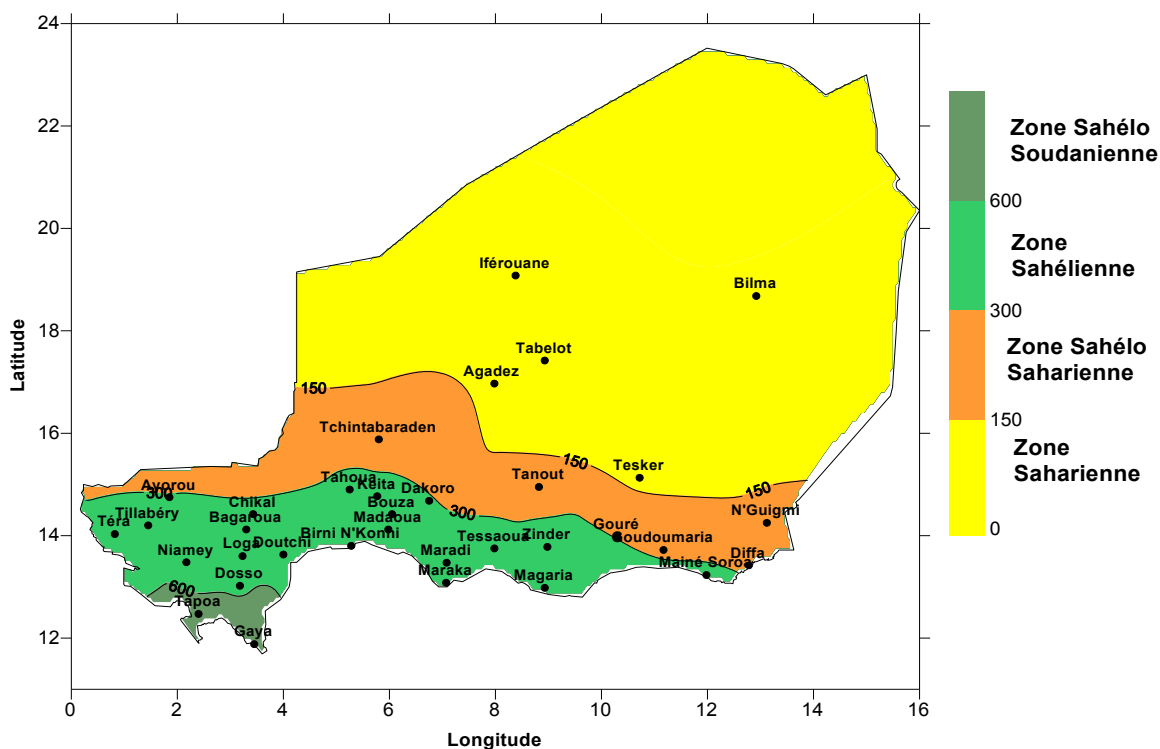 24
22
20
18
16
14
12
Latitude
0
2
4
6
8
10
12
14
16
Longitude
Iférouane
Bilma
Tabelot
Agadez
150
Tchintabaraden
150
Tesker
Tanout
150
Tahoua
Keita
Ayorou
300
Dakoro
N'Guigmi
Chikal
Bouza
300
Tillabéry
Téra
Bagaroua
Madaoua
Gouré
Birni N'Konni
Tessaoua
Zinder
Goudoumaria
Loga
Doutchi
Niamey
Maradi
Diffa
Mainé Soroa
Maraka
Dosso
Magaria
600
Tapoa
Gaya
Zone Sahélo
Soudanienne
600
Zone
Sahélienne
300
Zone Sahélo
Saharienne
150
Zone
Saharienne
0